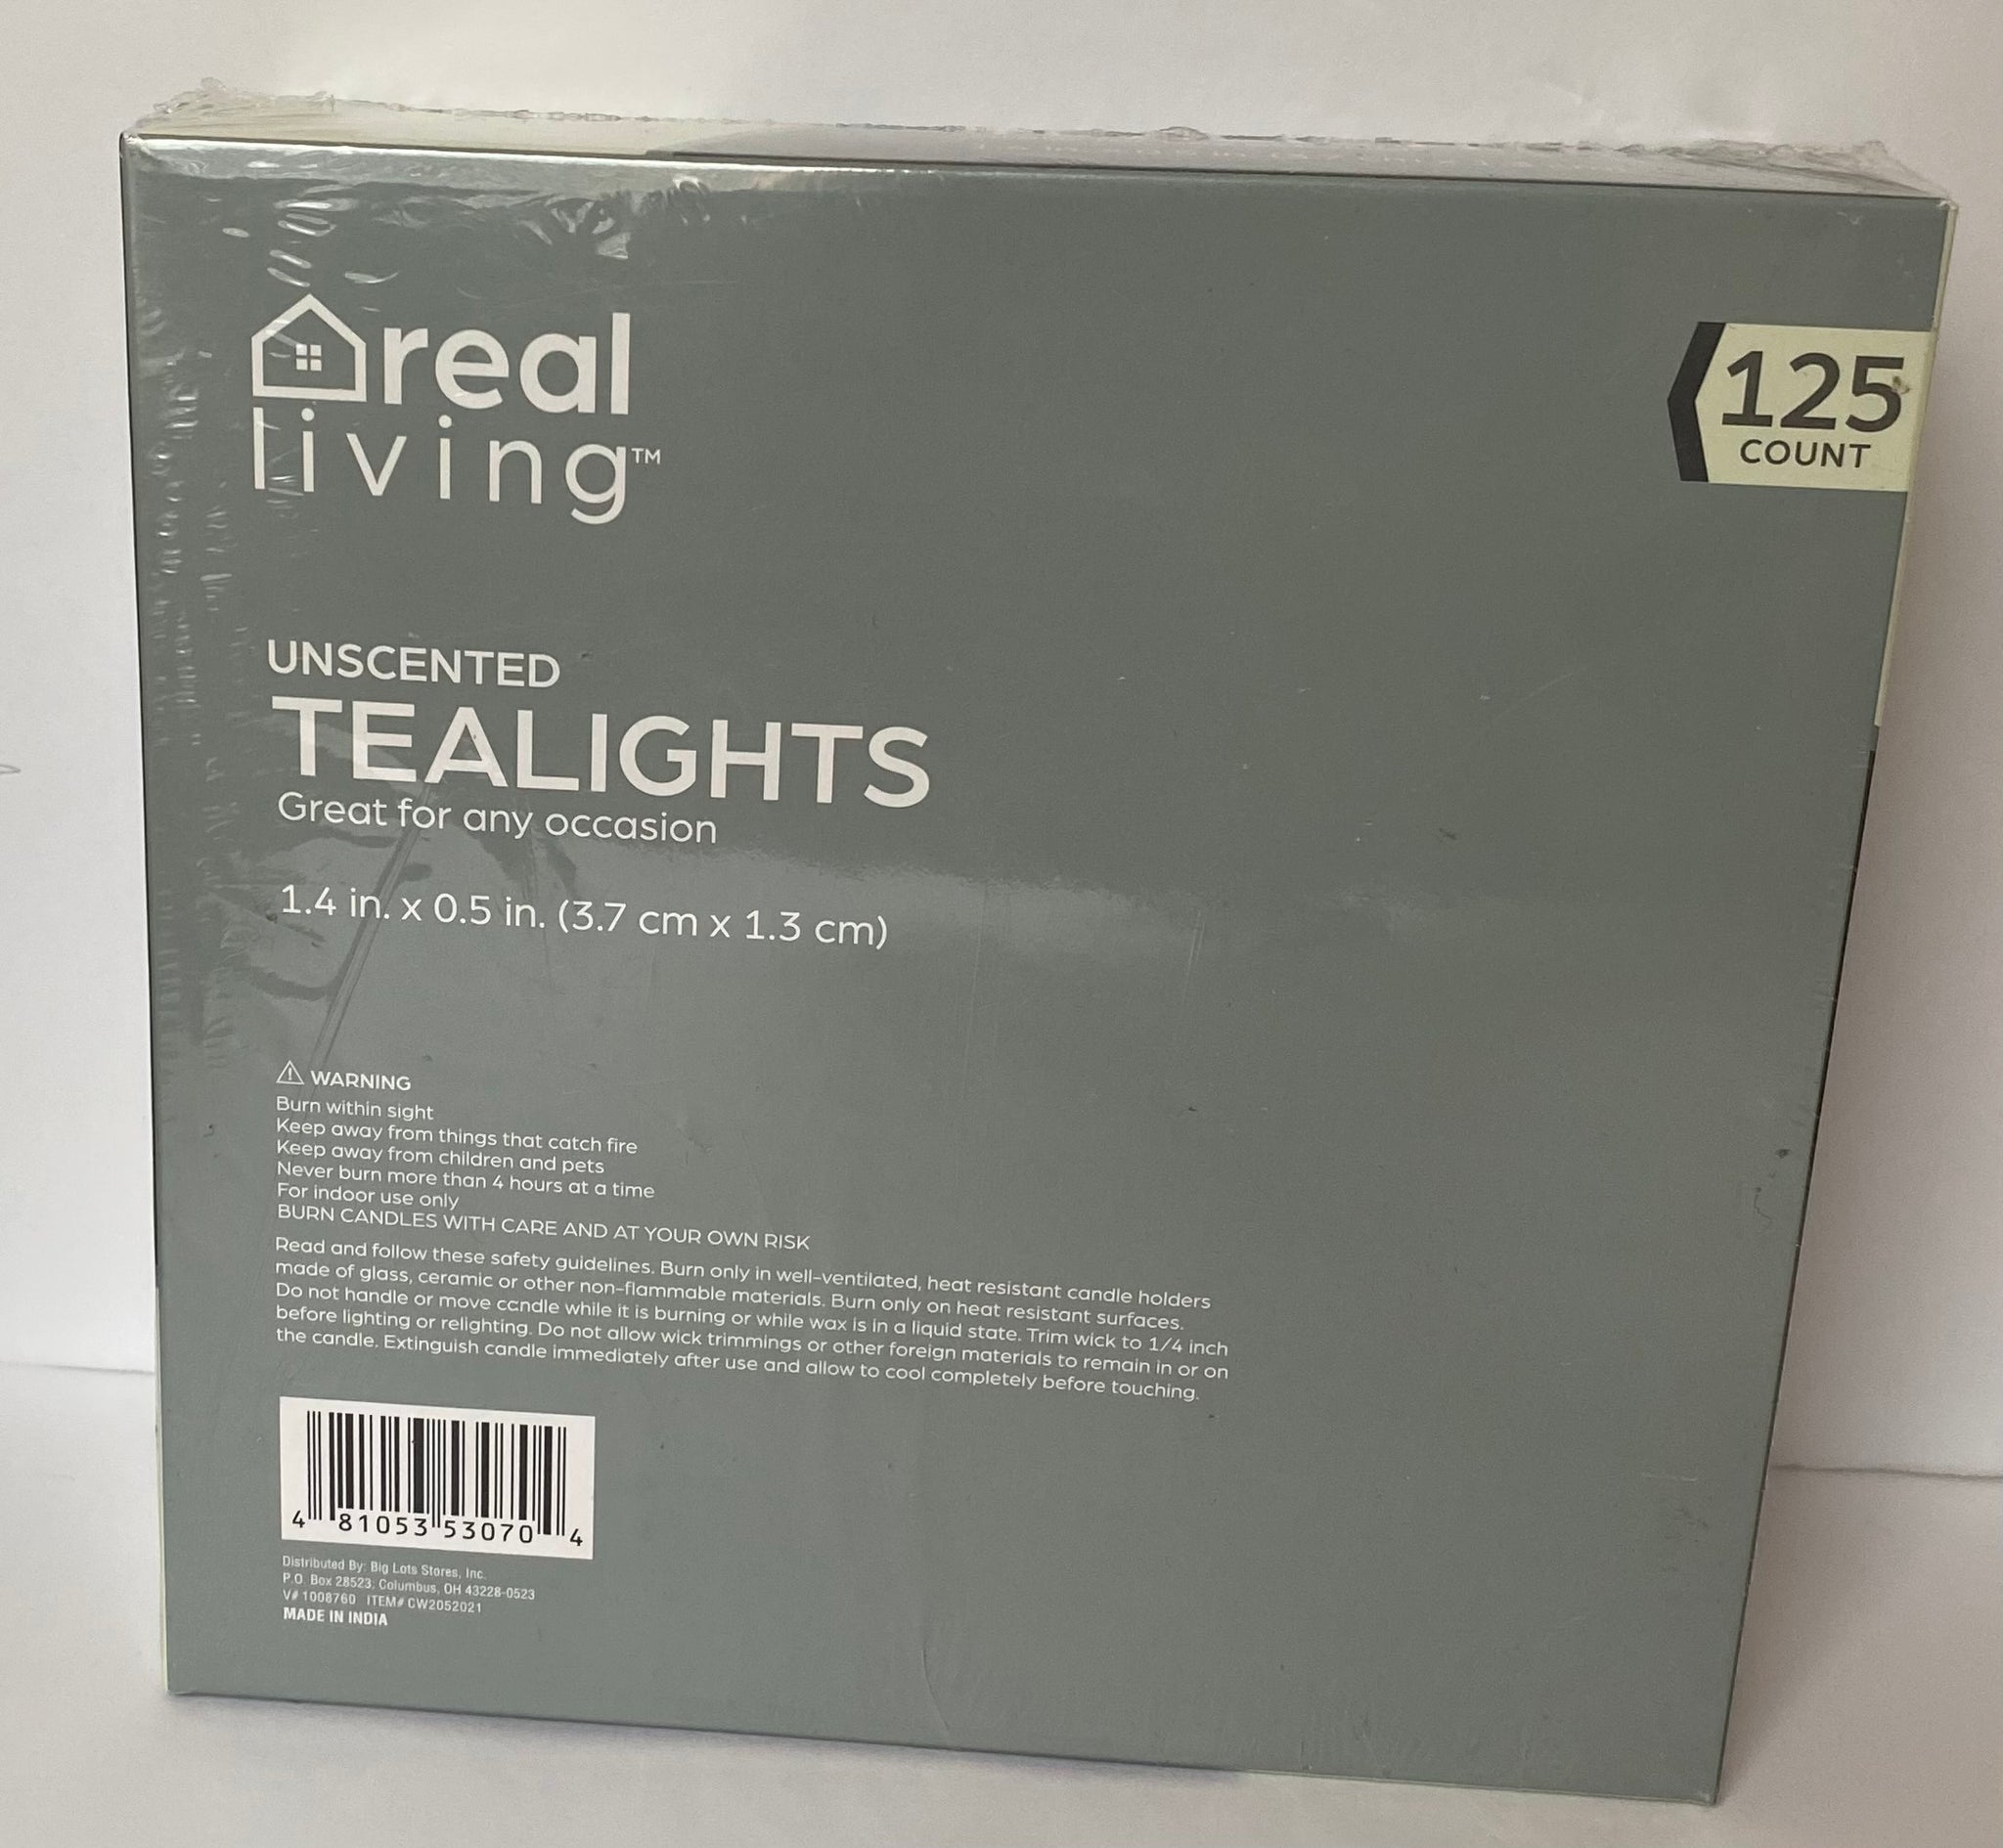 real
living™
125
COUNT
UNSCENTED
TEALIGHTS
Great for any occasion
1.4 in. x 0.5 in. (3.7 cm x 1.3 cm)
⚠ WARNING
Burn within sight
Keep away from things that catch fire
Keep away from children and pets
Never burn more than 4 hours at a time
For indoor use only
BURN CANDLES WITH CARE AND AT YOUR OWN RISK
Read and follow these safety guidelines. Burn only in well-ventilated, heat resistant candle holders
made of glass, ceramic or other non-flammable materials. Burn only on heat resistant surfaces.
Do not handle or move candle while it is burning or while wax is in a liquid state. Trim wick to 1/4 inch
before lighting or relighting. Do not allow wick trimmings or other foreign materials to remain in or on
the candle. Extinguish candle immediately after use and allow to cool completely before touching.
4 81053 53070 4
Distributed By: Big Lots Stores, Inc.
P.O. Box 28523, Columbus, OH 43228-0523
V# 1008760 ITEM# CW2052021
MADE IN INDIA